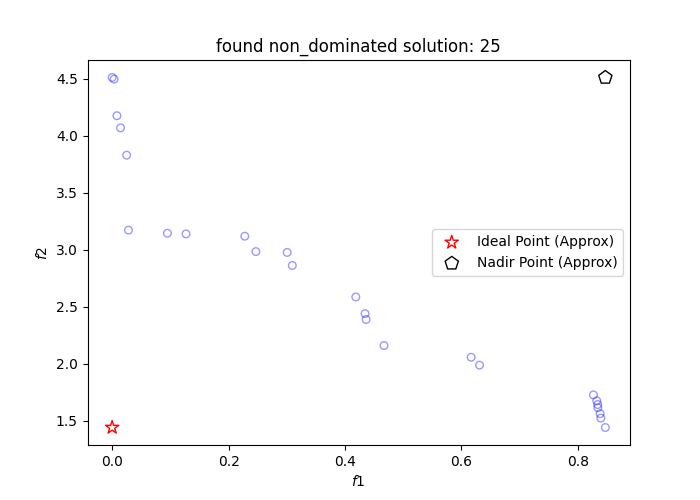 found non_dominated solution: 25
4.5
4.0
3.5
3.0
2.5
2.0
1.5
f2
Ideal Point (Approx)
Nadir Point (Approx)
0.0 0.2 0.4 0.6 0.8
f1